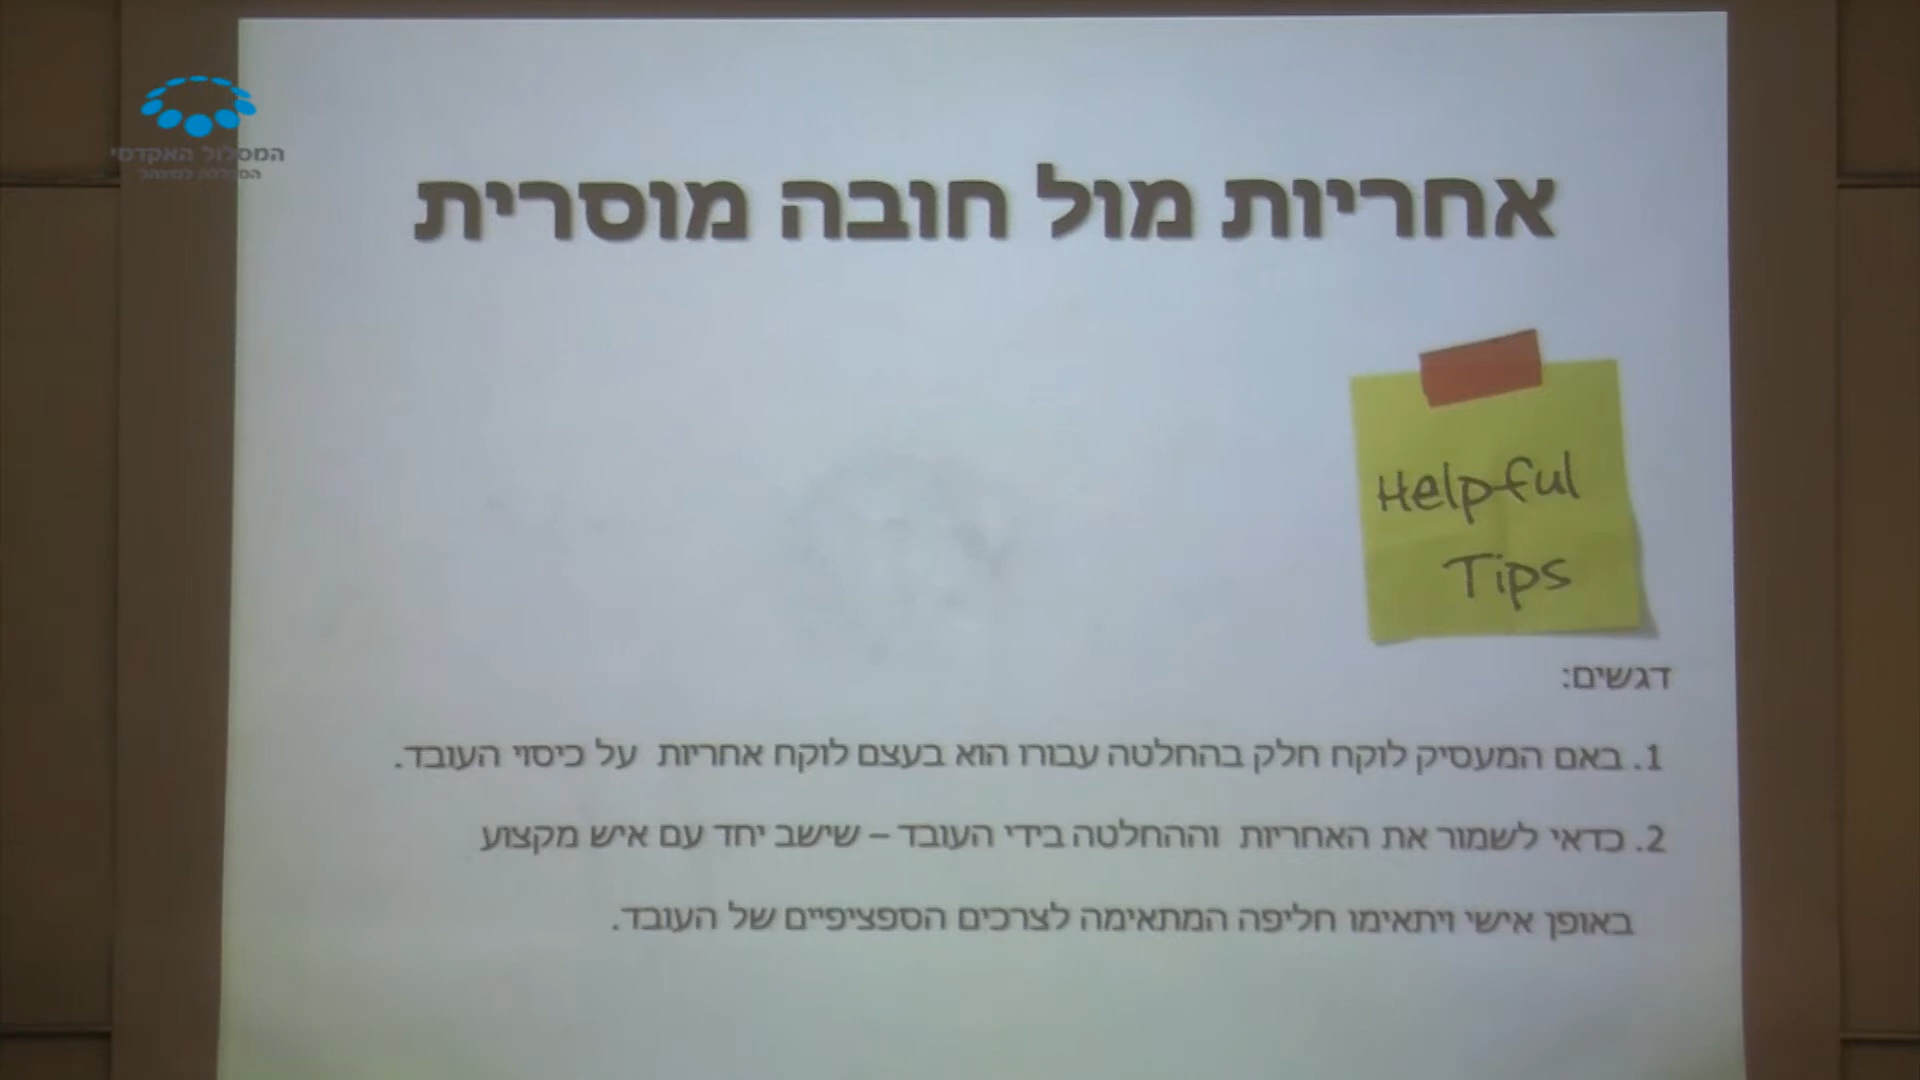 המסלול האקדמי
המכללה למינהל
אחריות מול חובה מוסרית
Helpful
Tips
דגשים:
1. באם המעסיק לוקח חלק בהחלטה עבורו הוא בעצם לוקח אחריות על כיסוי העובד.
2. כדאי לשמור את האחריות וההחלטה בידי העובד – שישב יחד עם איש מקצוע
באופן אישי ויתאימו חליפה המתאימה לצרכים הספציפיים של העובד.